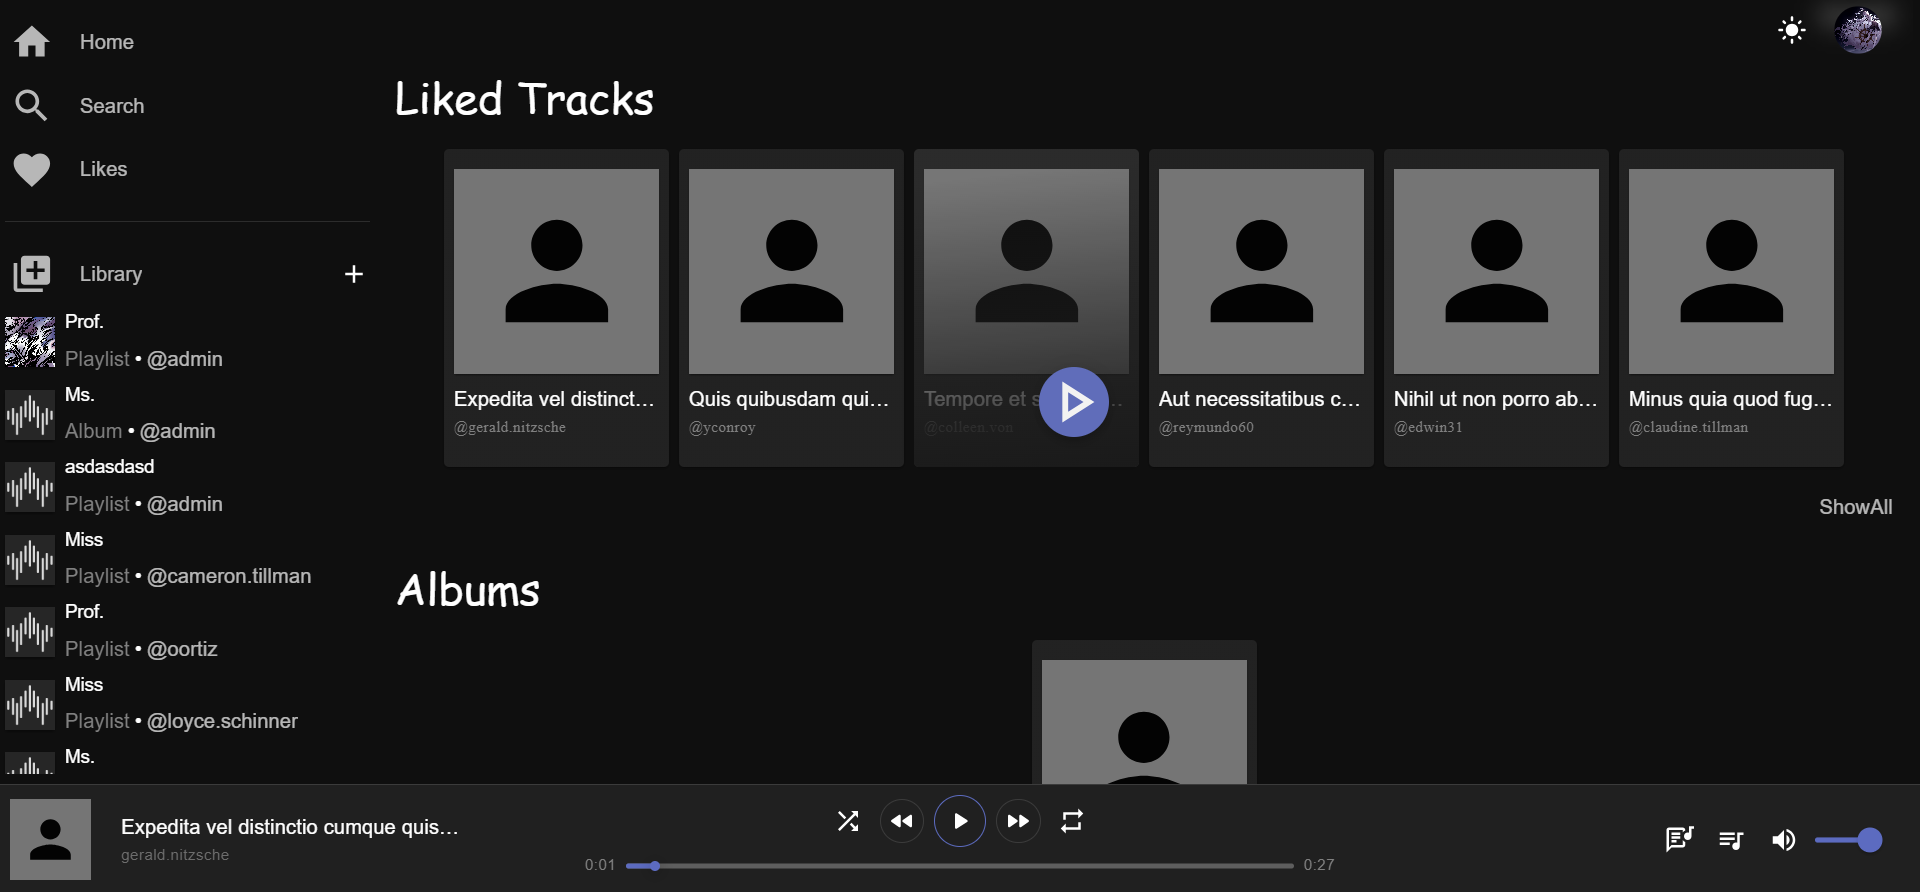 Home
Search
Likes
Library
Prof.
Playlist • @admin
Ms.
Album • @admin
asdasdasd
Playlist • @admin
Miss
Playlist • @cameron.tillman
Prof.
Playlist • @oortiz
Miss
Playlist • @loyce.schinner
Ms.
Liked Tracks
Expedita vel distinct...
@gerald.nitzsche
Quis quibusdam qui...
@yconroy
Tempore et
@colleen.von
Aut necessitatibus c...
@reymundo60
Nihil ut non porro ab...
@edwin31
Minus quia quod fug...
@claudine.tillman
ShowAll
Albums
Expedita vel distinctio cumque quis...
gerald.nitzsche
0:01
0:27